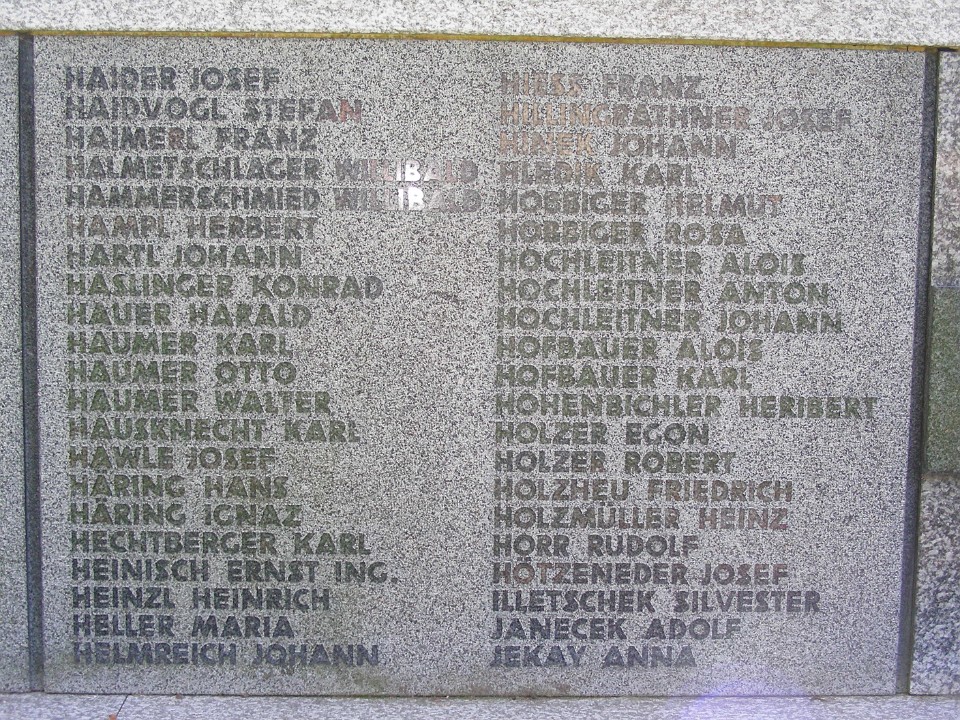 HAIDER JOSEF
HAIDVOGL STEFAN
HAIMERL FRANZ
HALMETSCHLAGER WILLIBALD
HAMMERSCHMIED WILLIBALD
HAMPL HERBERT
HARTL JOHANN
HASLINGER KONRAD
HAUER HARALD
HAUMER KARL
HAUMER OTTO
HAUMER WALTER
HAUSKNECHT KARL
HAWLE JOSEF
HÄRING HANS
HÄRING IGNAZ
HECHTBERGER KARL
HEINISCH ERNST ING.
HEINZL HEINRICH
HELLER MARIA
HELMREICH JOHANN
HIESS FRANZ
HILLINGRATHNER JOSEF
HINEK JOHANN
HLEDIK KARL
HOBBIGER HELMUT
HOBBIGER ROSA
HOCHLEITNER ALOIS
HOCHLEITNER ANTON
HOCHLEITNER JOHANN
HOFBAUER ALOIS
HOFBAUER KARL
HOHENBICHLER HERIBERT
HOLZER EGON
HOLZER ROBERT
HOLZHEU FRIEDRICH
HOLZMÜLLER HEINZ
HÖRR RUDOLF
HÖTZENEDER JOSEF
ILLETSCHEK SILVESTER
JANECEK ADOLF
JEKAY ANNA